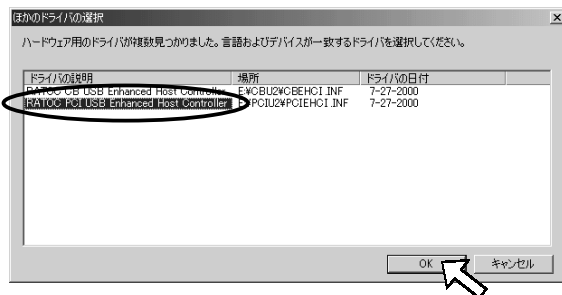 ほかのドライバの選択
ハードウェア用のドライバが複数見つかりました。言語およびデバイスが一致するドライバを選択してください。
ドライバの説明 場所 ドライバの日付
RATOC CB USB Enhanced Host Controller E:¥CBU2¥CBEHCI.INF 7-27-2000
RATOC PCI USB Enhanced Host Controller E:¥PCIU2¥PCIEHCI.INF 7-27-2000
OK キャンセル